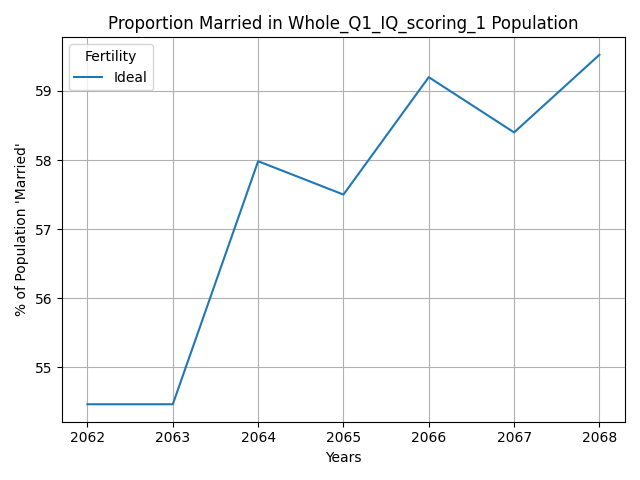 Proportion Married in Whole_Q1_IQ_scoring_1 Population
Fertility
Ideal
% of Population 'Married'
59
58
57
56
55
2062 2063 2064 2065 2066 2067 2068
Years